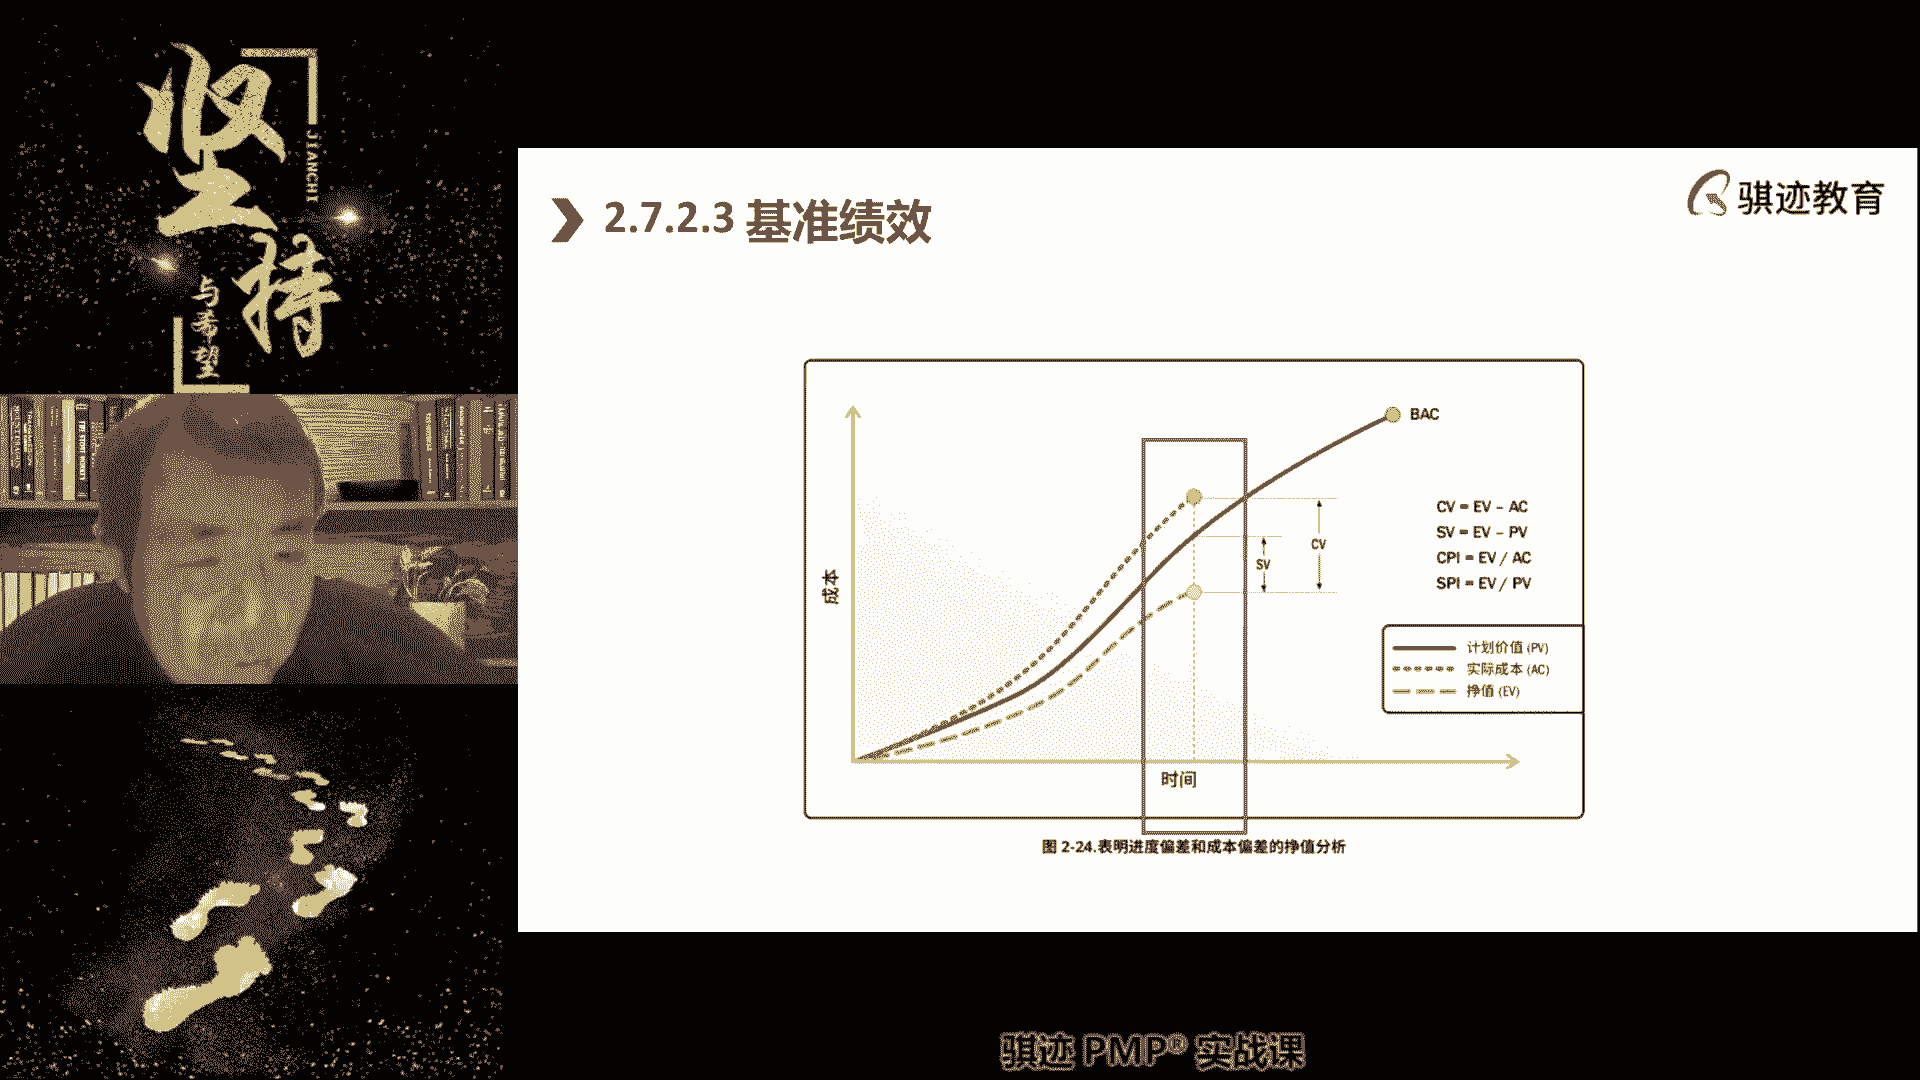 坚持
JIANCHI
与希望
2.7.2.3 基准绩效
骐迹教育
BAC
CV = EV - AC
SV = EV - PV
CPI = EV / AC
SPI = EV / PV
CV
SV
成本
计划价值 (PV)
实际成本 (AC)
挣值 (EV)
时间
图 2-24.表明进度偏差和成本偏差的挣值分析
骐迹 PMP® 实战课